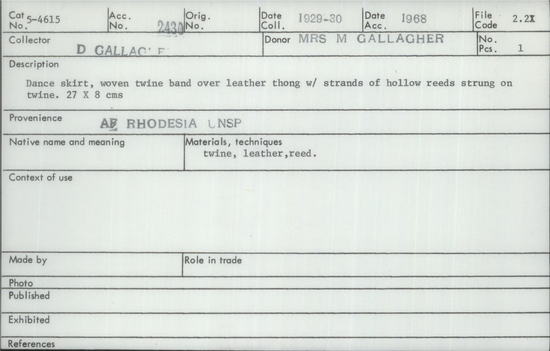 Cat No. 5-4615 Acc. No. 2430 Orig. No. Date Coll. 1929-30 Date Acc. 1968 File Code 2.2I
Collector D GALLAG E Donor MRS M GALLAGHER No. Pcs. 1
Description
Dance skirt, woven twine band over leather thong w/ strands of hollow reeds strung on
twine. 27 X 8 cms
Provenience RHODESIA UNSP
Native name and meaning Materials, techniques
twine, leather,reed.
Context of use
Made by Role in trade
Photo
Published
Exhibited
References